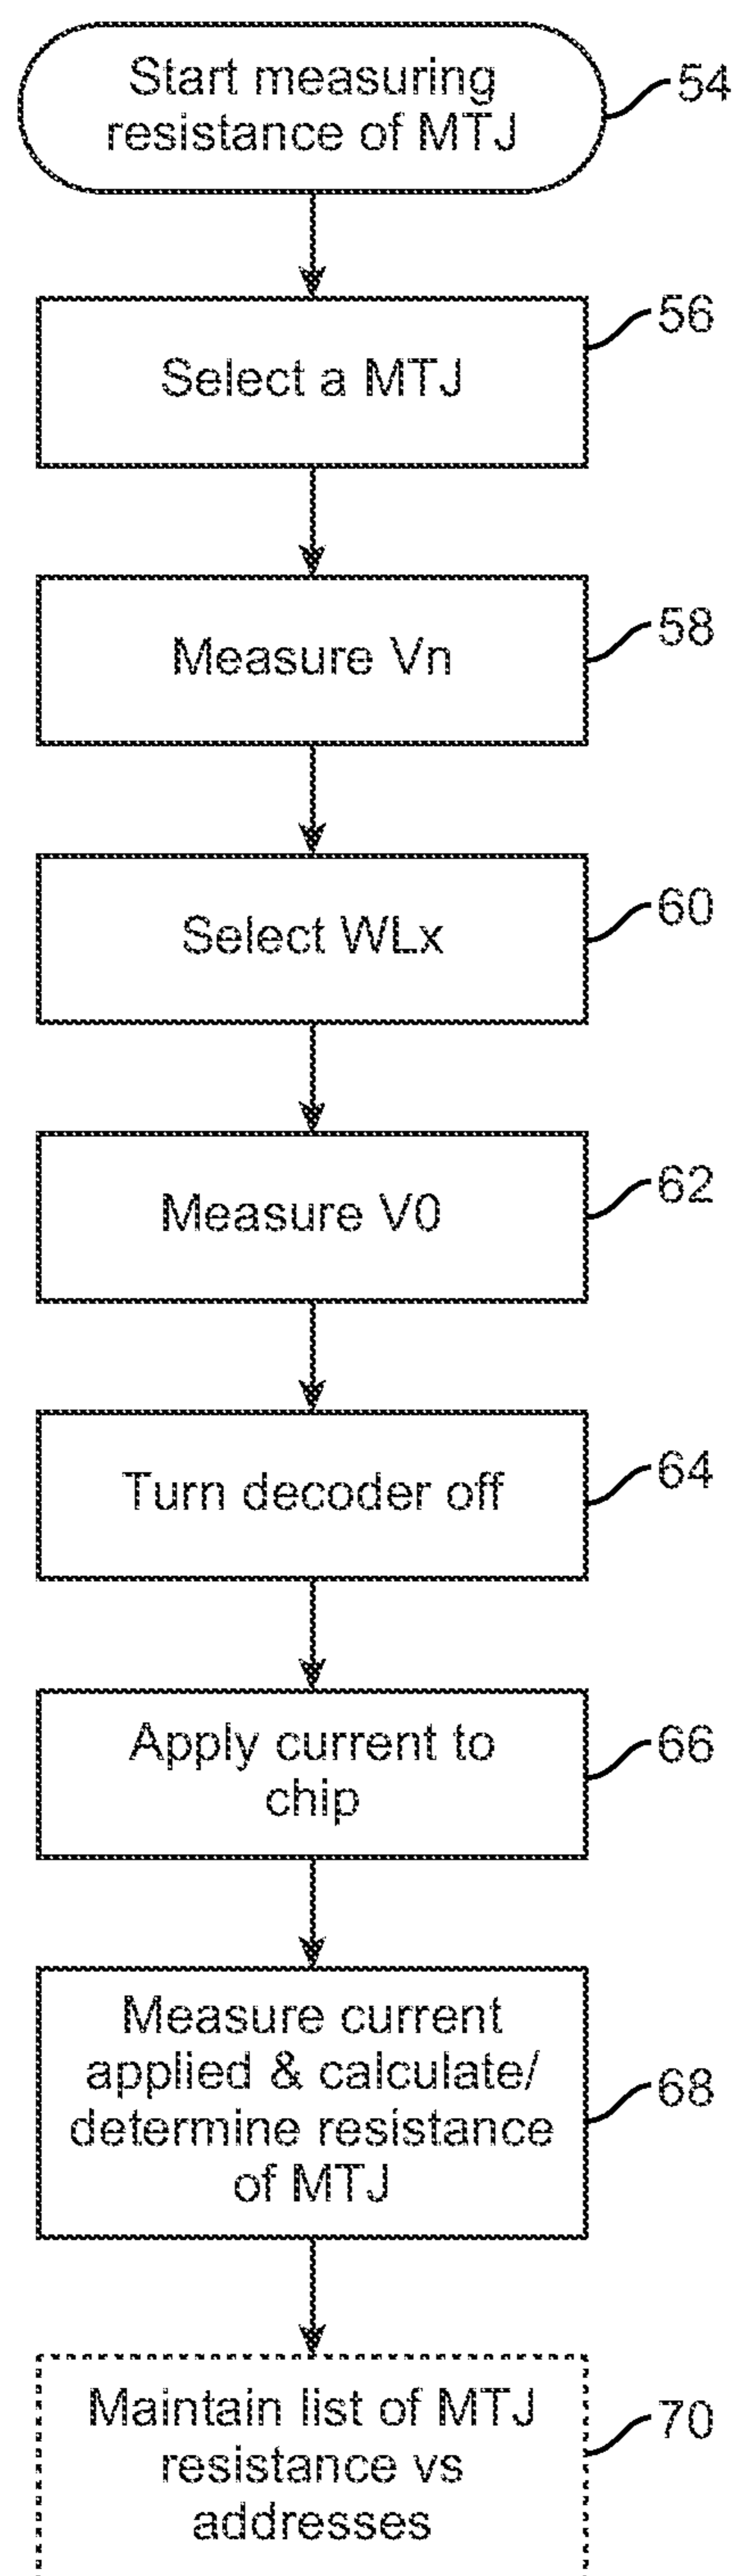 Start measuring
resistance of MTJ
54
Select a MTJ
56
Measure Vn
58
Select WLx
60
Measure V0
62
Turn decoder off
64
Apply current to
chip
66
Measure current
applied & calculate/
determine resistance
of MTJ
68
Maintain list of MTJ
resistance vs
addresses
70